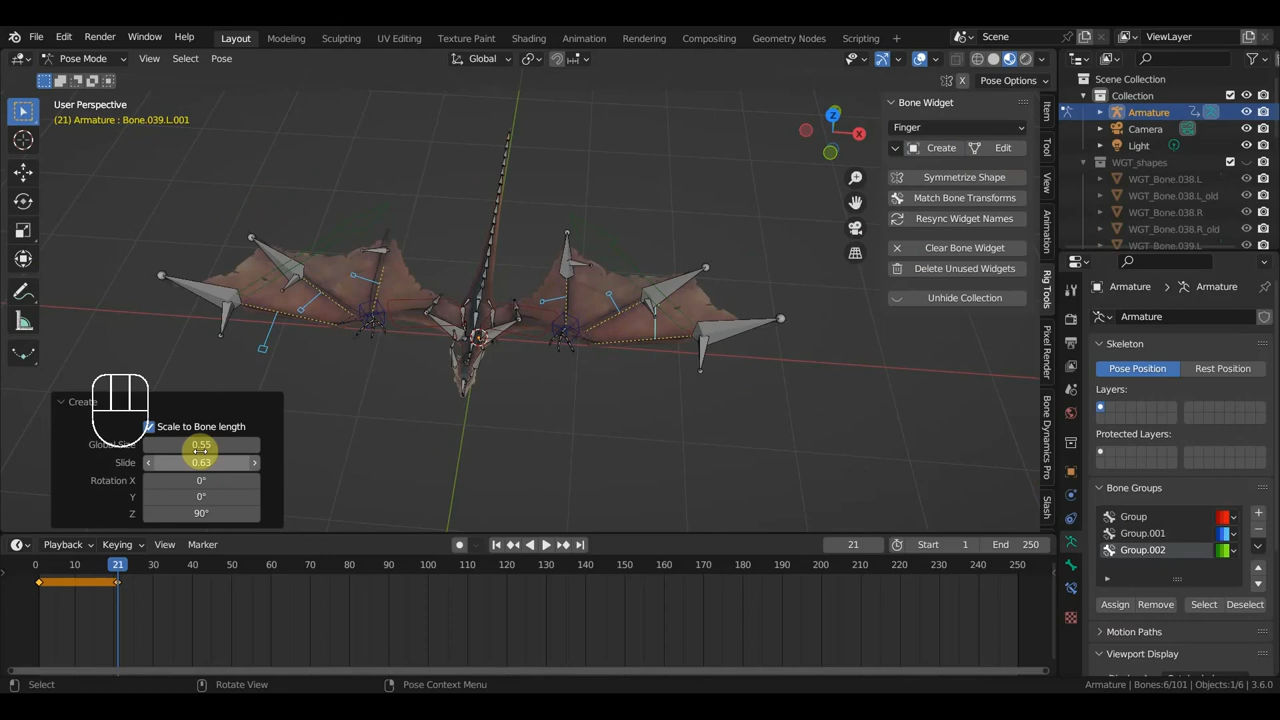 File Edit Render Window Help Layout Modeling Sculpting UV Editing Texture Paint Shading Animation Rendering Compositing Geometry Nodes Scripting + Scene ViewLayer
Pose Mode View Select Pose Global
X Pose Options
User Perspective
(21) Armature : Bone.039.L.001
Z
X
Bone Widget
Finger
Create Edit
Symmetrize Shape
Match Bone Transforms
Resync Widget Names
Clear Bone Widget
Delete Unused Widgets
Unhide Collection
Item
Tool
View
Animation
Rig Tools
Pixel Render
Bone Dynamics Pro
Slash
Scene Collection
Collection
Armature
Camera
Light
WGT_shapes
WGT_Bone.038.L
WGT_Bone.038.L_old
WGT_Bone.038.R
WGT_Bone.038.R_old
WGT_Bone.039.L
Armature Armature
Armature
Skeleton
Pose Position Rest Position
Layers:
Protected Layers:
Bone Groups
Group
Group.001
Group.002
Assign Remove Select Deselect
Motion Paths
Viewport Display
Create
Scale to Bone length
Global Size 0.55
Slide 0.63
Rotation X 0°
Y 0°
Z 90°
Playback Keying View Marker 21 Start 1 End 250
0 10 21 30 40 50 60 70 80 90 100 110 120 130 140 150 160 170 180 190 200 210 220 230 240 250
Select Rotate View Pose Context Menu Armature | Bones:6/101 | Objects:1/6 | 3.6.0